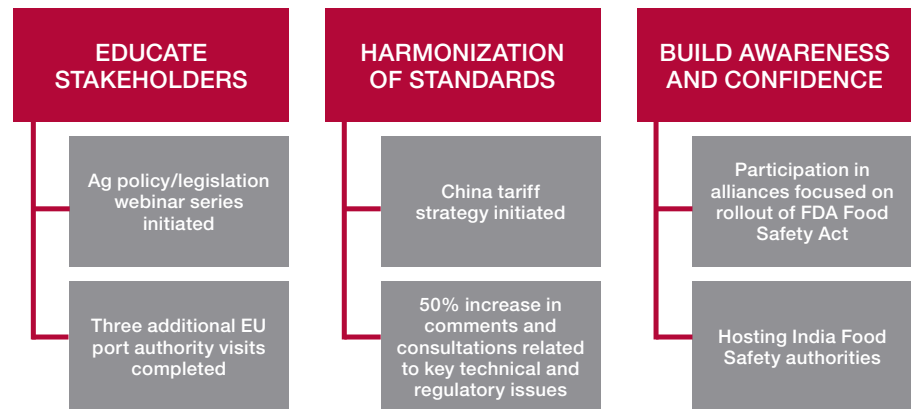 EDUCATE
STAKEHOLDERS
Ag policy/legislation
webinar series
initiated
Three additional EU
port authority visits
completed
HARMONIZATION
OF STANDARDS
China tariff
strategy initiated
50% increase in
comments and
consultations related
to key technical and
regulatory issues
BUILD AWARENESS
AND CONFIDENCE
Participation in
alliances focused on
rollout of FDA Food
Safety Act
Hosting India Food
Safety authorities